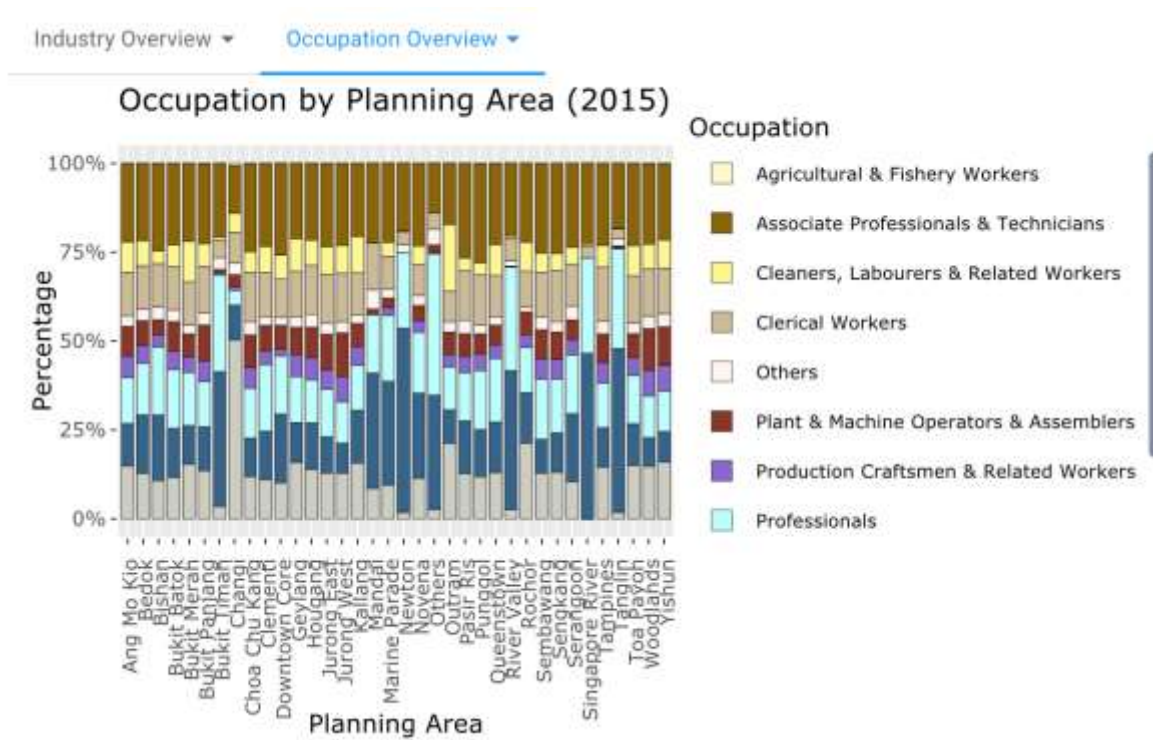 Industry Overview
Occupation Overview
Occupation by Planning Area (2015)
Occupation
Agricultural & Fishery Workers
Associate Professionals & Technicians
Cleaners, Labourers & Related Workers
Clerical Workers
Others
Plant & Machine Operators & Assemblers
Production Craftsmen & Related Workers
Professionals
Percentage
100%
75%
50%
25%
0%
Ang Mo Kio
Bedok
Bishan
Bukit Batok
Bukit Merah
Bukit Panjang
Bukit Timah
Changi
Choa Chu Kang
Clementi
Downtown Core
Geylang
Hougang
Jurong East
Jurong West
Kallang
Mandai
Marine Parade
Newton
Novena
Others
Outram
Pasir Ris
Punggol
Queenstown
River Valley
Rochor
Sembawang
Sengkang
Serangoon
Singapore River
Tampines
Tanglin
Toa Payoh
Woodlands
Yishun
Planning Area